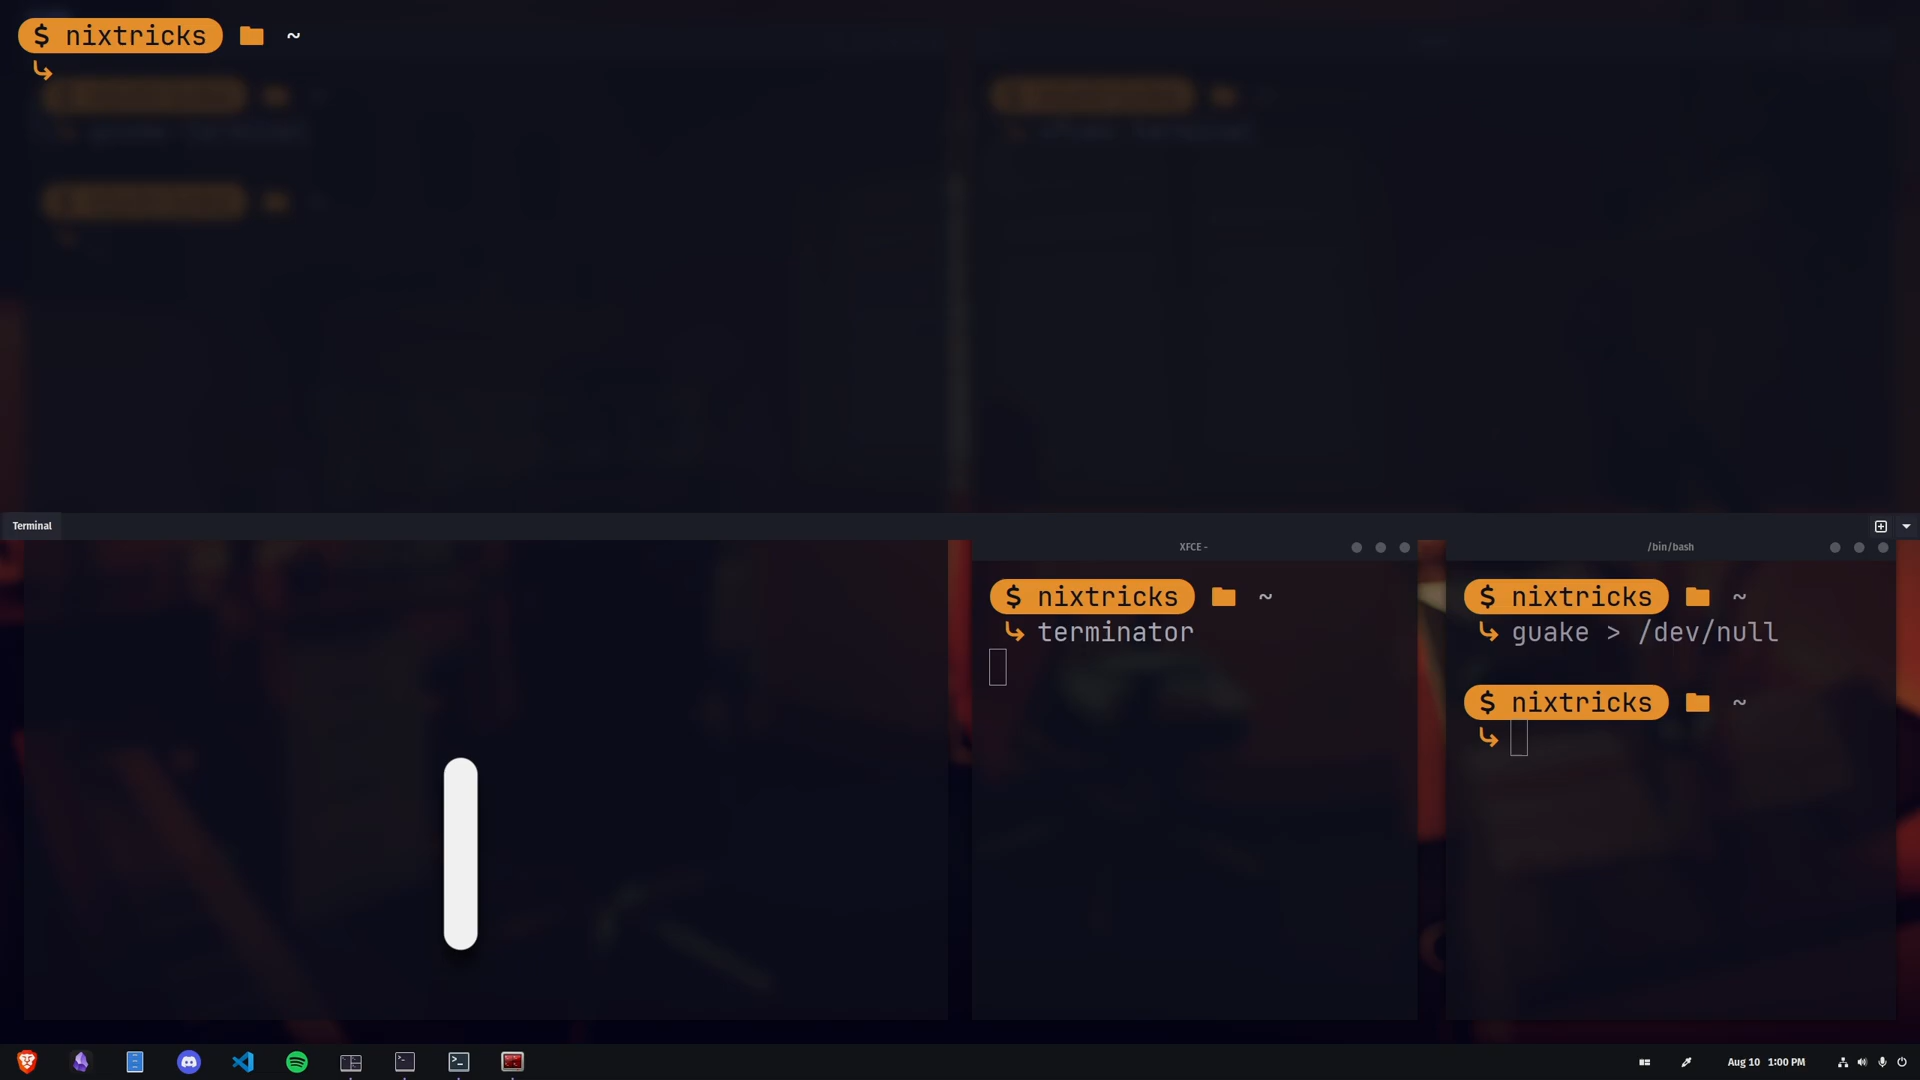 $ nixtricks ~
Terminal
XFCE -
$ nixtricks ~
terminator
/bin/bash
$ nixtricks ~
guake > /dev/null
$ nixtricks ~
Aug 10 1:00 PM